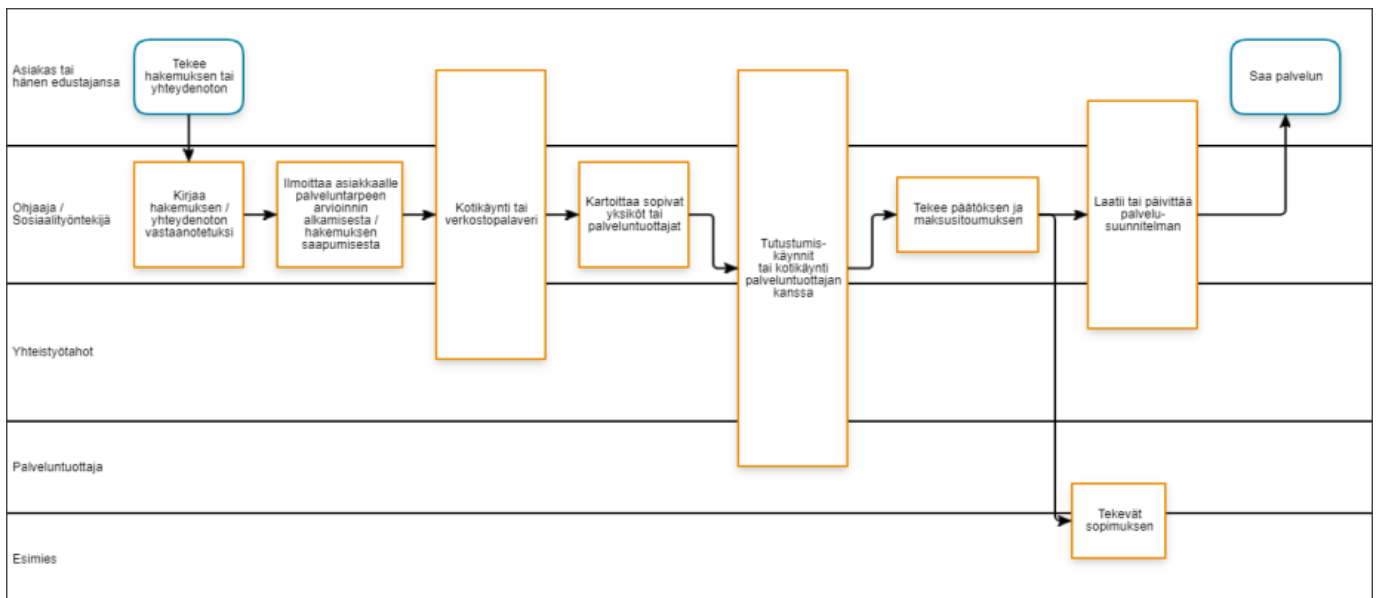 Asiakas tai
hänen edustajansa
Tekee
hakemuksen tai
yhteydenoton
Saa palvelun
Ohjaaja /
Sosiaalityöntekijä
Kirjaa
hakemuksen /
yhteydenoton
vastaanotetuksi
Ilmoittaa asiakkaalle
palveluntarpeen
arvioinnin
alkamisesta /
hakemuksen
saapumisesta
Kotikäynti tai
verkostopalaveri
Kartoittaa sopivat
yksiköt tai
palveluntuottajat
Tutustumis-
käynnit
tai kotikäynti
palveluntuottajan
kanssa
Tekee päätöksen ja
maksusitoumuksen
Laatii tai päivittää
palvelu-
suunnitelman
Yhteistyötahot
Palveluntuottaja
Tekevät
sopimuksen
Esimies